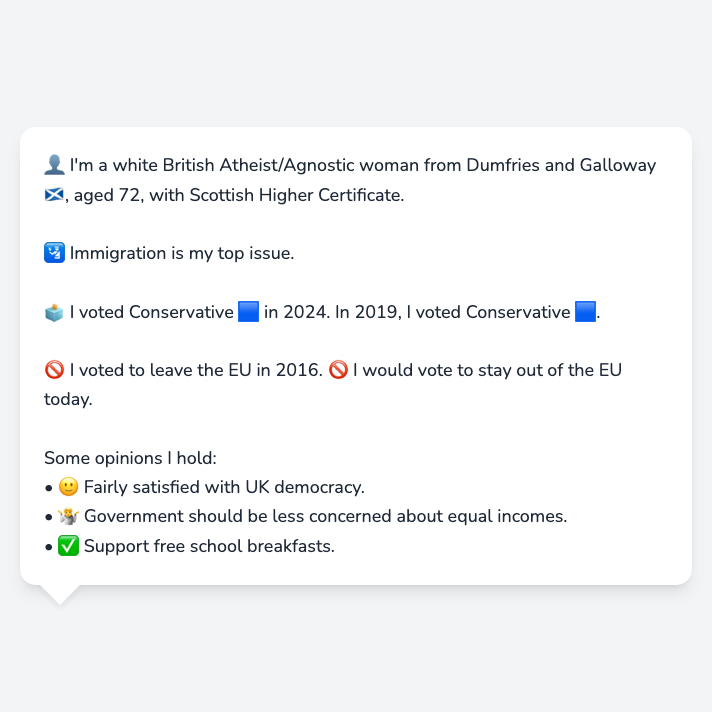 👤 I'm a white British Atheist/Agnostic woman from Dumfries and Galloway
🏴󠁧󠁢󠁳󠁣󠁴󠁿, aged 72, with Scottish Higher Certificate.
🛂 Immigration is my top issue.
🗳️ I voted Conservative 🟦 in 2024. In 2019, I voted Conservative 🟦.
🚫 I voted to leave the EU in 2016. 🚫 I would vote to stay out of the EU
today.
Some opinions I hold:
• 🙂 Fairly satisfied with UK democracy.
• 🤷 Government should be less concerned about equal incomes.
• ✅ Support free school breakfasts.